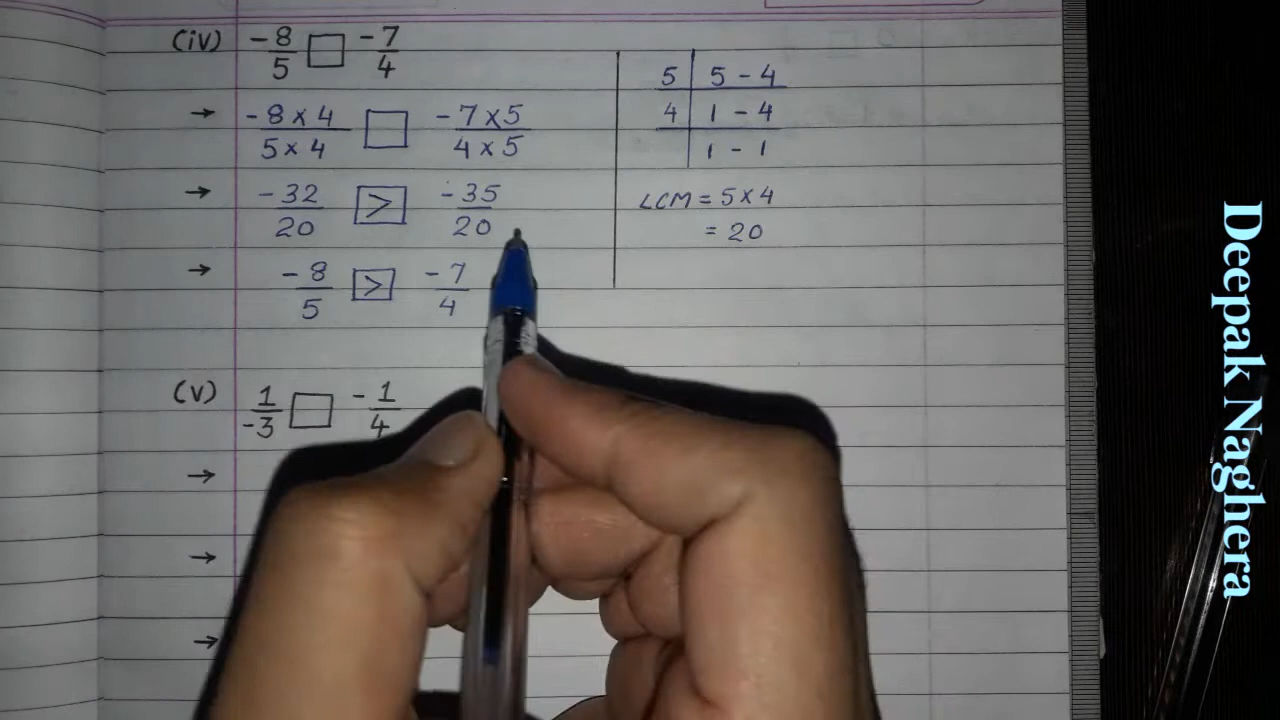 (iv) -8/5 □ -7/4
→ -8×4/5×4 □ -7×5/4×5
→ -32/20 > -35/20
→ -8/5 > -7/4
5 | 5 - 4
4 | 1 - 4
| 1 - 1
LCM = 5×4
= 20
(v) 1/-3 □ -1/4
→
→
→
Deepak Naghera